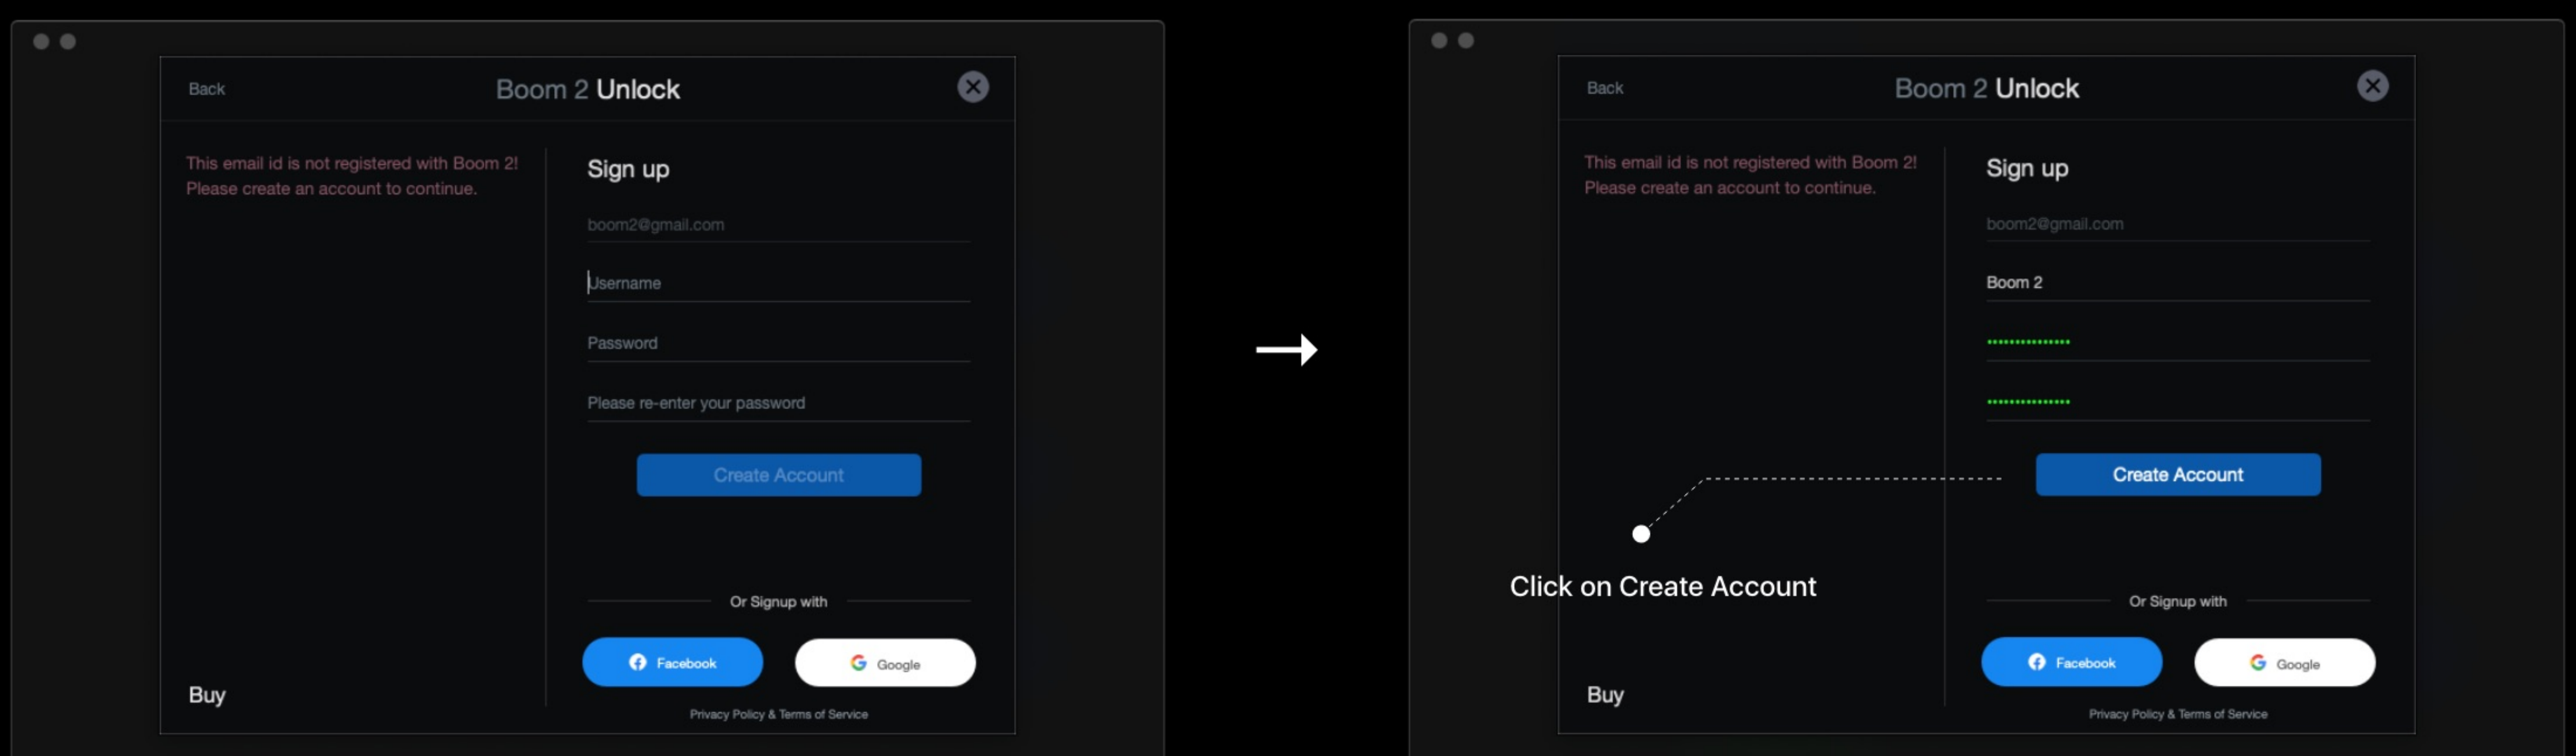 Back
Boom 2 Unlock
This email id is not registered with Boom 2!
Please create an account to continue.
Sign up
boom2@gmail.com
Username
Password
Please re-enter your password
Create Account
Or Signup with
Facebook
Google
Buy
Privacy Policy & Terms of Service
Back
Boom 2 Unlock
This email id is not registered with Boom 2!
Please create an account to continue.
Sign up
boom2@gmail.com
Boom 2
Create Account
Click on Create Account
Or Signup with
Facebook
Google
Buy
Privacy Policy & Terms of Service